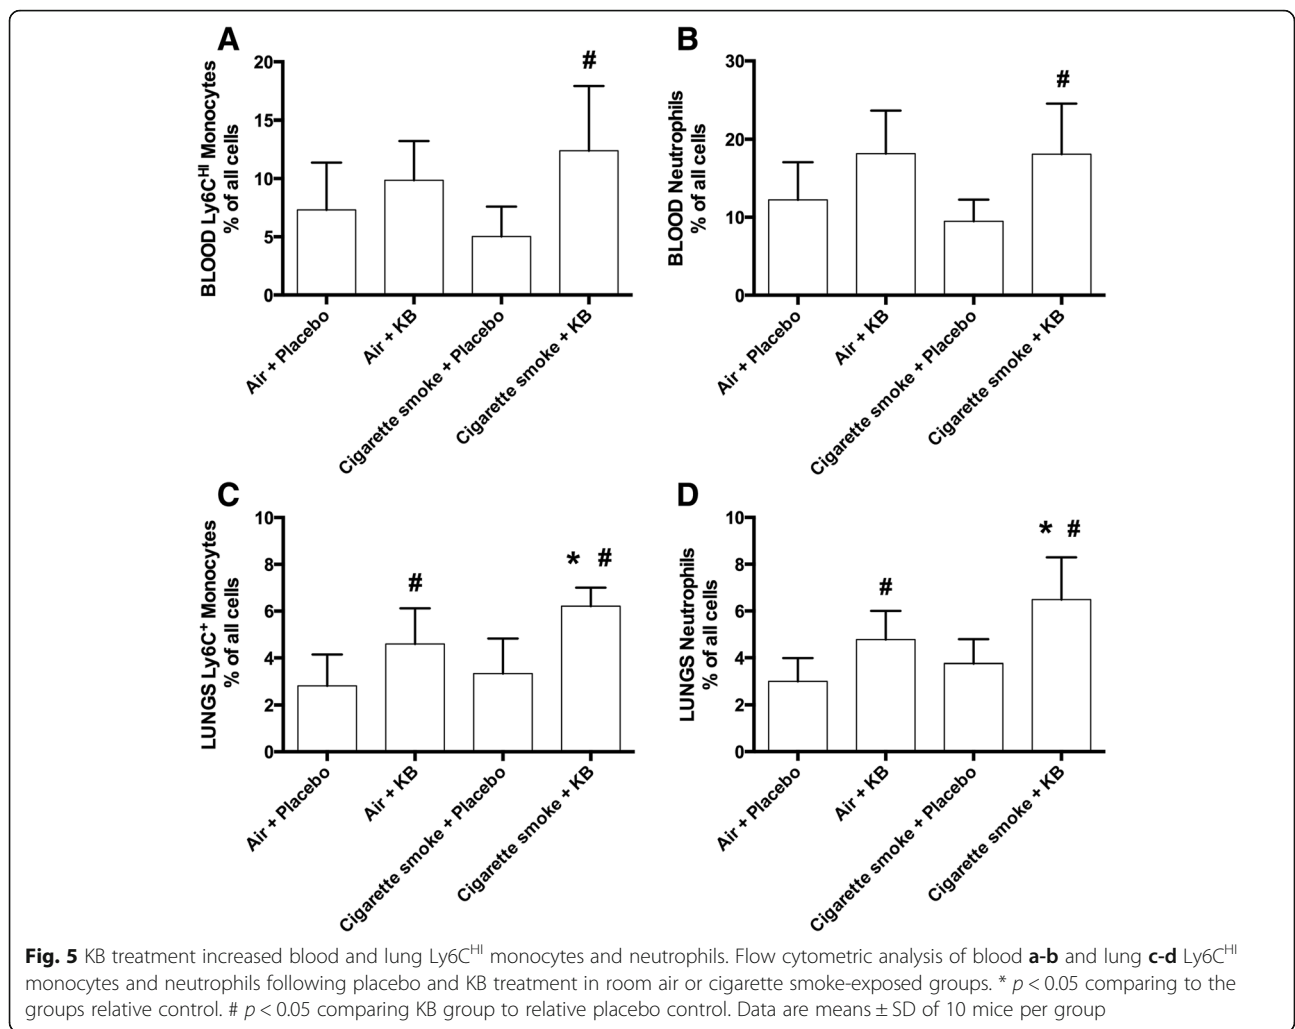 A
BLOOD Ly6C^HI Monocytes
% of all cells
20
15
10
5
0
#
Air + Placebo
Air + KB
Cigarette smoke + Placebo
Cigarette smoke + KB
B
BLOOD Neutrophils
% of all cells
30
20
10
0
#
Air + Placebo
Air + KB
Cigarette smoke + Placebo
Cigarette smoke + KB
C
LUNGS Ly6C^+ Monocytes
% of all cells
10
8
6
4
2
0
#
* #
Air + Placebo
Air + KB
Cigarette smoke + Placebo
Cigarette smoke + KB
D
LUNGS Neutrophils
% of all cells
10
8
6
4
2
0
#
* #
Air + Placebo
Air + KB
Cigarette smoke + Placebo
Cigarette smoke + KB
Fig. 5 KB treatment increased blood and lung Ly6C^HI monocytes and neutrophils. Flow cytometric analysis of blood a-b and lung c-d Ly6C^HI
monocytes and neutrophils following placebo and KB treatment in room air or cigarette smoke-exposed groups. * p < 0.05 comparing to the
groups relative control. # p < 0.05 comparing KB group to relative placebo control. Data are means ± SD of 10 mice per group